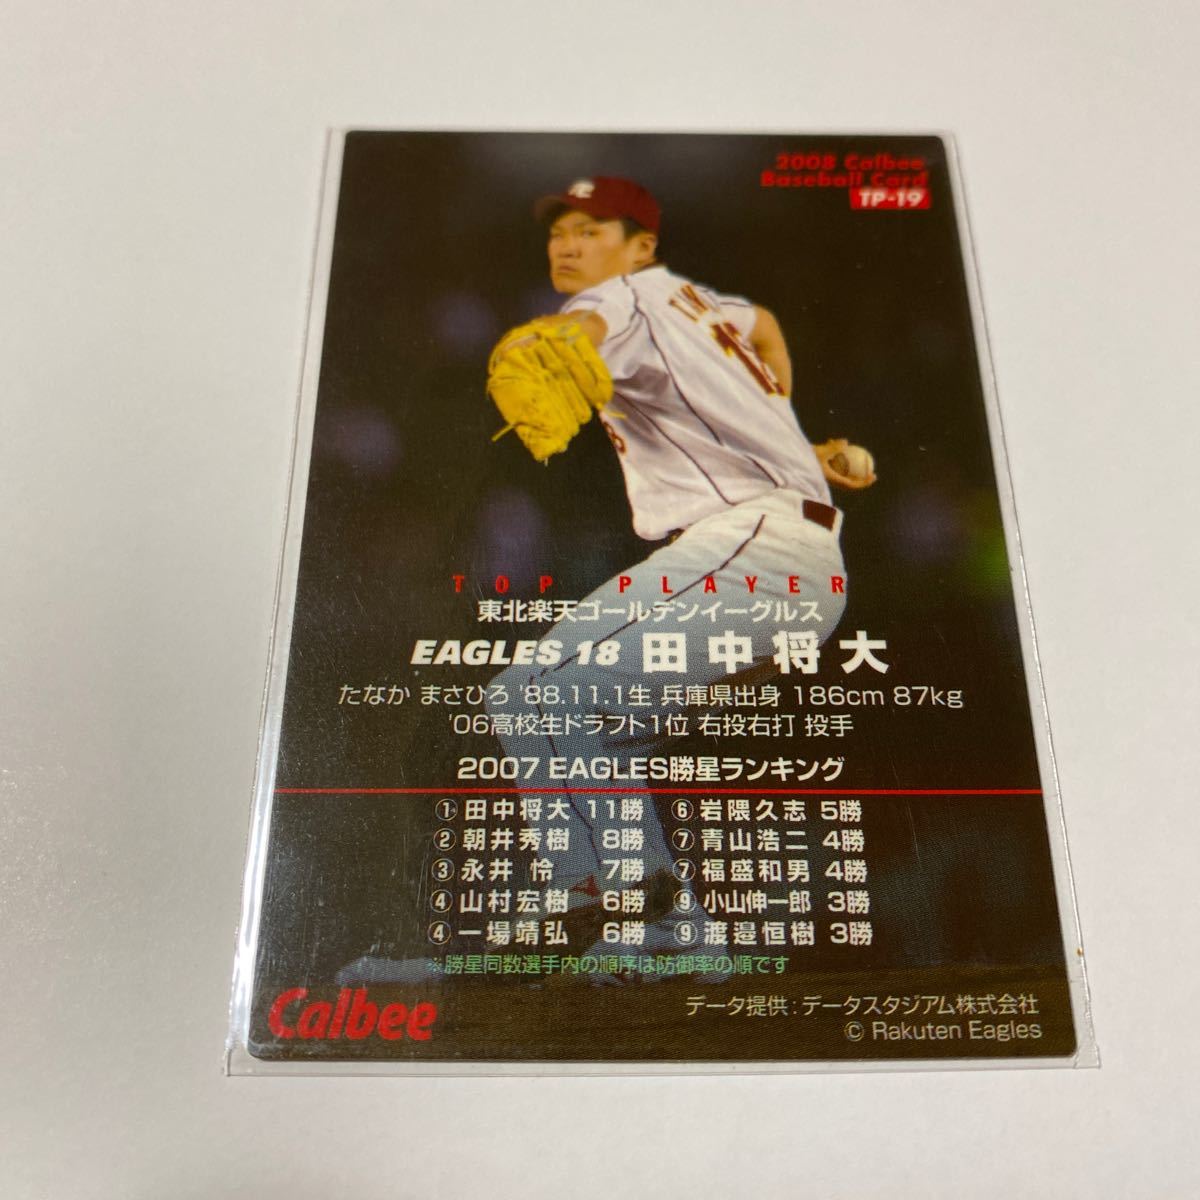 2008 Calbee
Baseball Card
TP-19
TOP PLAYER
東北楽天ゴールデンイーグルス
EAGLES 18 田中将大
たなか まさひろ '88.11.1生 兵庫県出身 186cm 87kg
'06高校生ドラフト1位 右投右打 投手
2007 EAGLES勝星ランキング
① 田中将大 11勝 ⑥ 岩隈久志 5勝
② 朝井秀樹 8勝 ⑦ 青山浩二 4勝
③ 永井 怜 7勝 ⑦ 福盛和男 4勝
④ 山村宏樹 6勝 ⑨ 小山伸一郎 3勝
④ 一場靖弘 6勝 ⑨ 渡邉恒樹 3勝
※勝星同数選手内の順序は防御率の順です
Calbee
データ提供:データスタジアム株式会社
© Rakuten Eagles